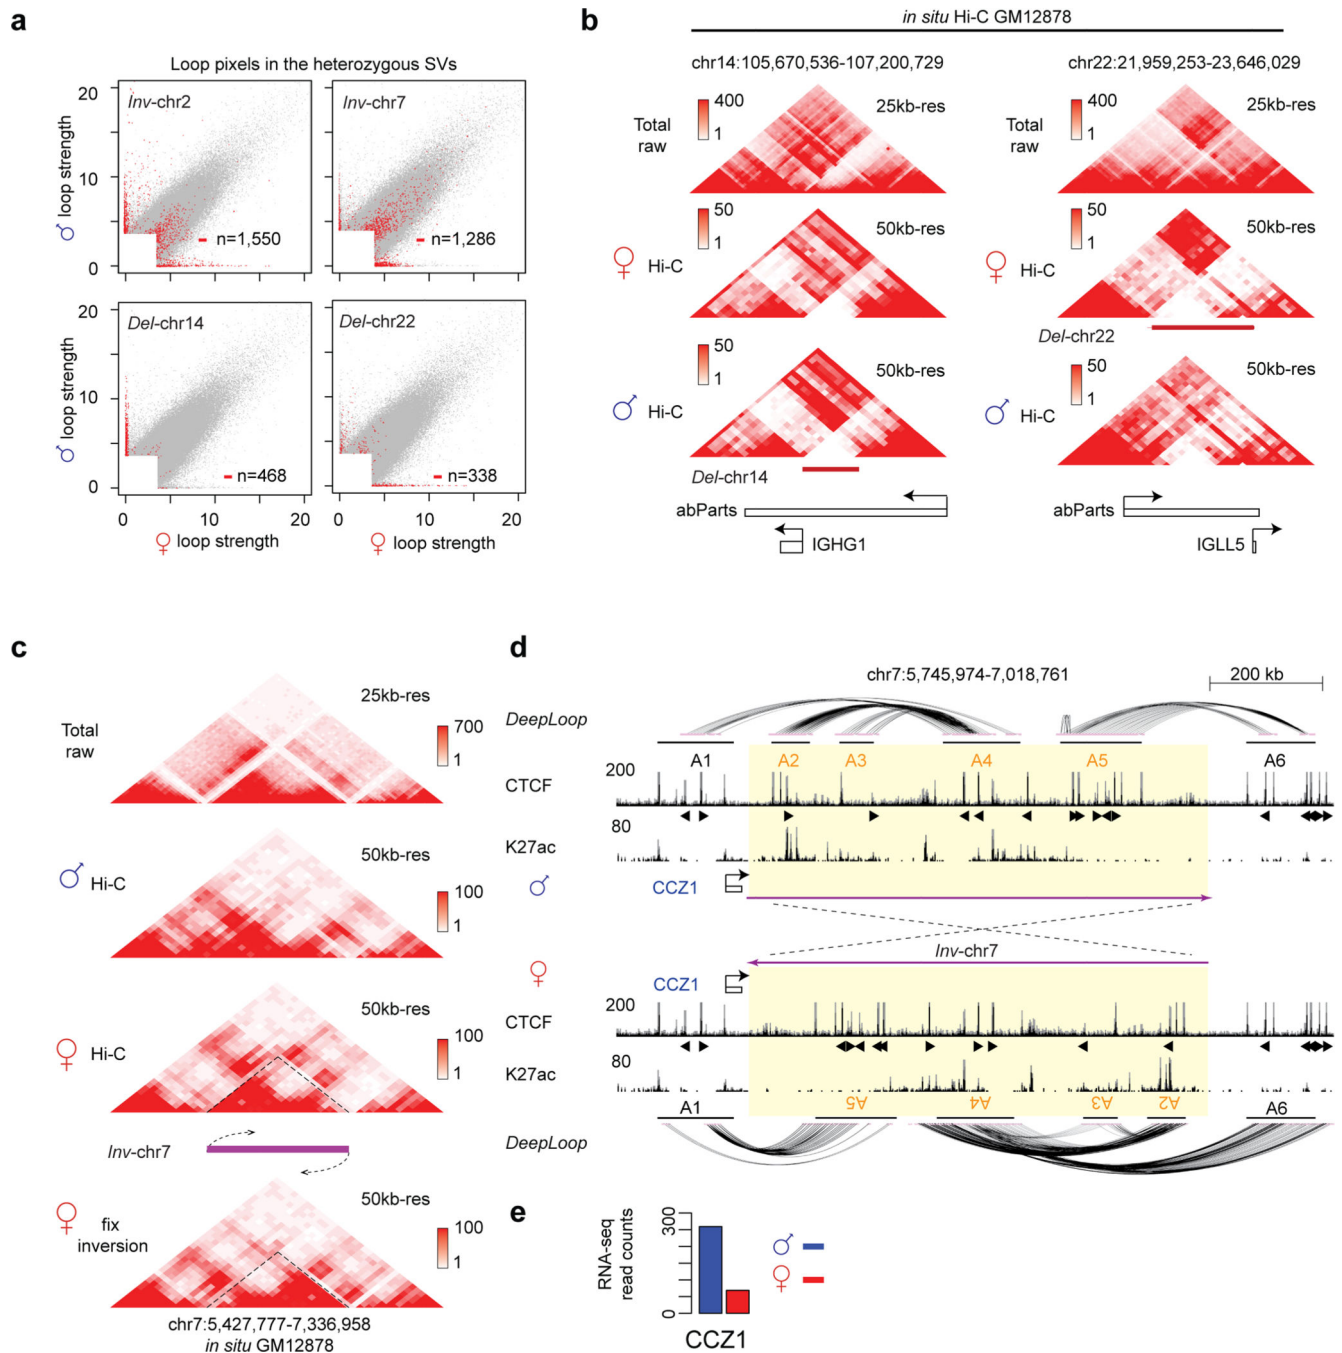 a
Loop pixels in the heterozygous SVs
20
10
0
♂ loop strength
Inv-chr2
n=1,550
Inv-chr7
n=1,286
20
10
0
♂ loop strength
Del-chr14
n=468
Del-chr22
n=338
0 10 20 0 10 20
♀ loop strength ♀ loop strength
b
in situ Hi-C GM12878
chr14:105,670,536-107,200,729
chr22:21,959,253-23,646,029
Total
raw
400
1
25kb-res
Total
raw
400
1
25kb-res
♀ Hi-C
50
1
50kb-res
♀ Hi-C
50
1
50kb-res
Del-chr22
♂ Hi-C
50
1
50kb-res
♂ Hi-C
50
1
50kb-res
Del-chr14
abParts
IGHG1
abParts
IGLL5
c
Total
raw
25kb-res
700
1
♂ Hi-C
50kb-res
100
1
♀ Hi-C
50kb-res
100
1
Inv-chr7
♀ fix
inversion
50kb-res
100
1
chr7:5,427,777-7,336,958
in situ GM12878
d
chr7:5,745,974-7,018,761
200 kb
DeepLoop
A1 A2 A3 A4 A5 A6
200
CTCF
80
K27ac
♂
CCZ1
Inv-chr7
♀
CCZ1
200
CTCF
80
K27ac
A1 A5 A4 A3 A2 A6
DeepLoop
e
RNA-seq
read counts
300
0
♂
♀
CCZ1